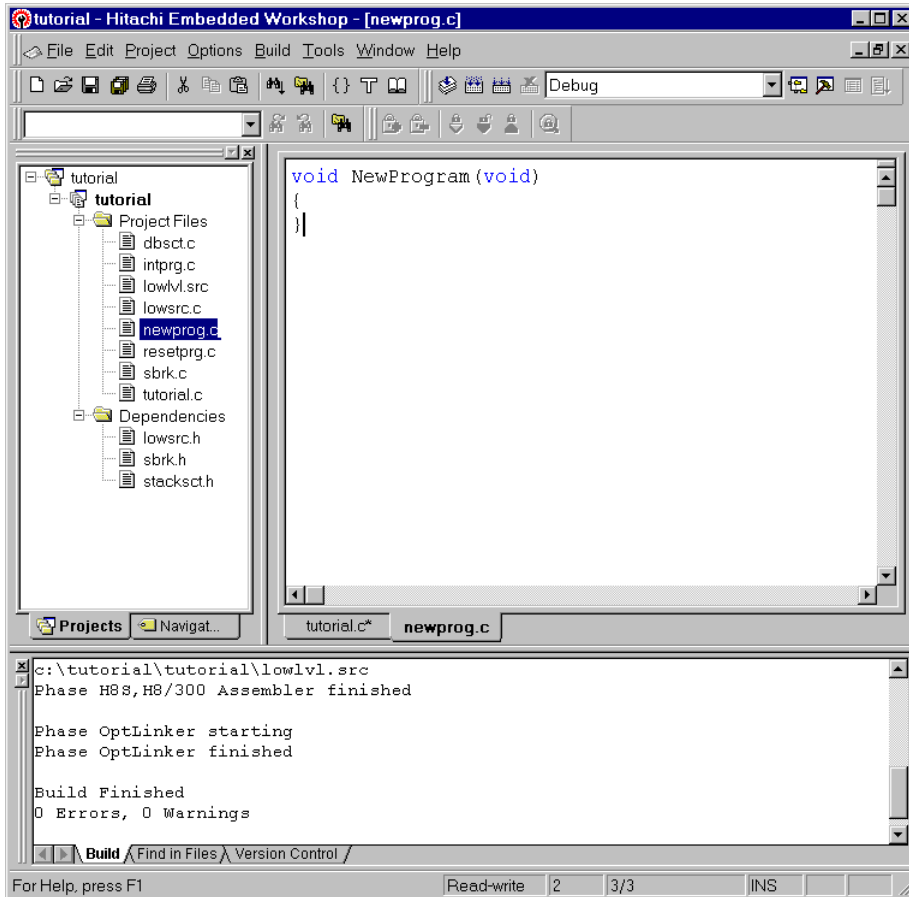 tutorial - Hitachi Embedded Workshop - [newprog.c]
File Edit Project Options Build Tools Window Help
Debug
tutorial
tutorial
Project Files
dbsct.c
intprg.c
lowlvl.src
lowsrc.c
newprog.c
resetprg.c
sbrk.c
tutorial.c
Dependencies
lowsrc.h
sbrk.h
stacksct.h
Projects Navigat...
void NewProgram(void)
{
}
tutorial.c* newprog.c
c:\tutorial\tutorial\lowlvl.src
Phase H8S,H8/300 Assembler finished
Phase OptLinker starting
Phase OptLinker finished
Build Finished
0 Errors, 0 Warnings
Build Find in Files Version Control
For Help, press F1 Read-write 2 3/3 INS